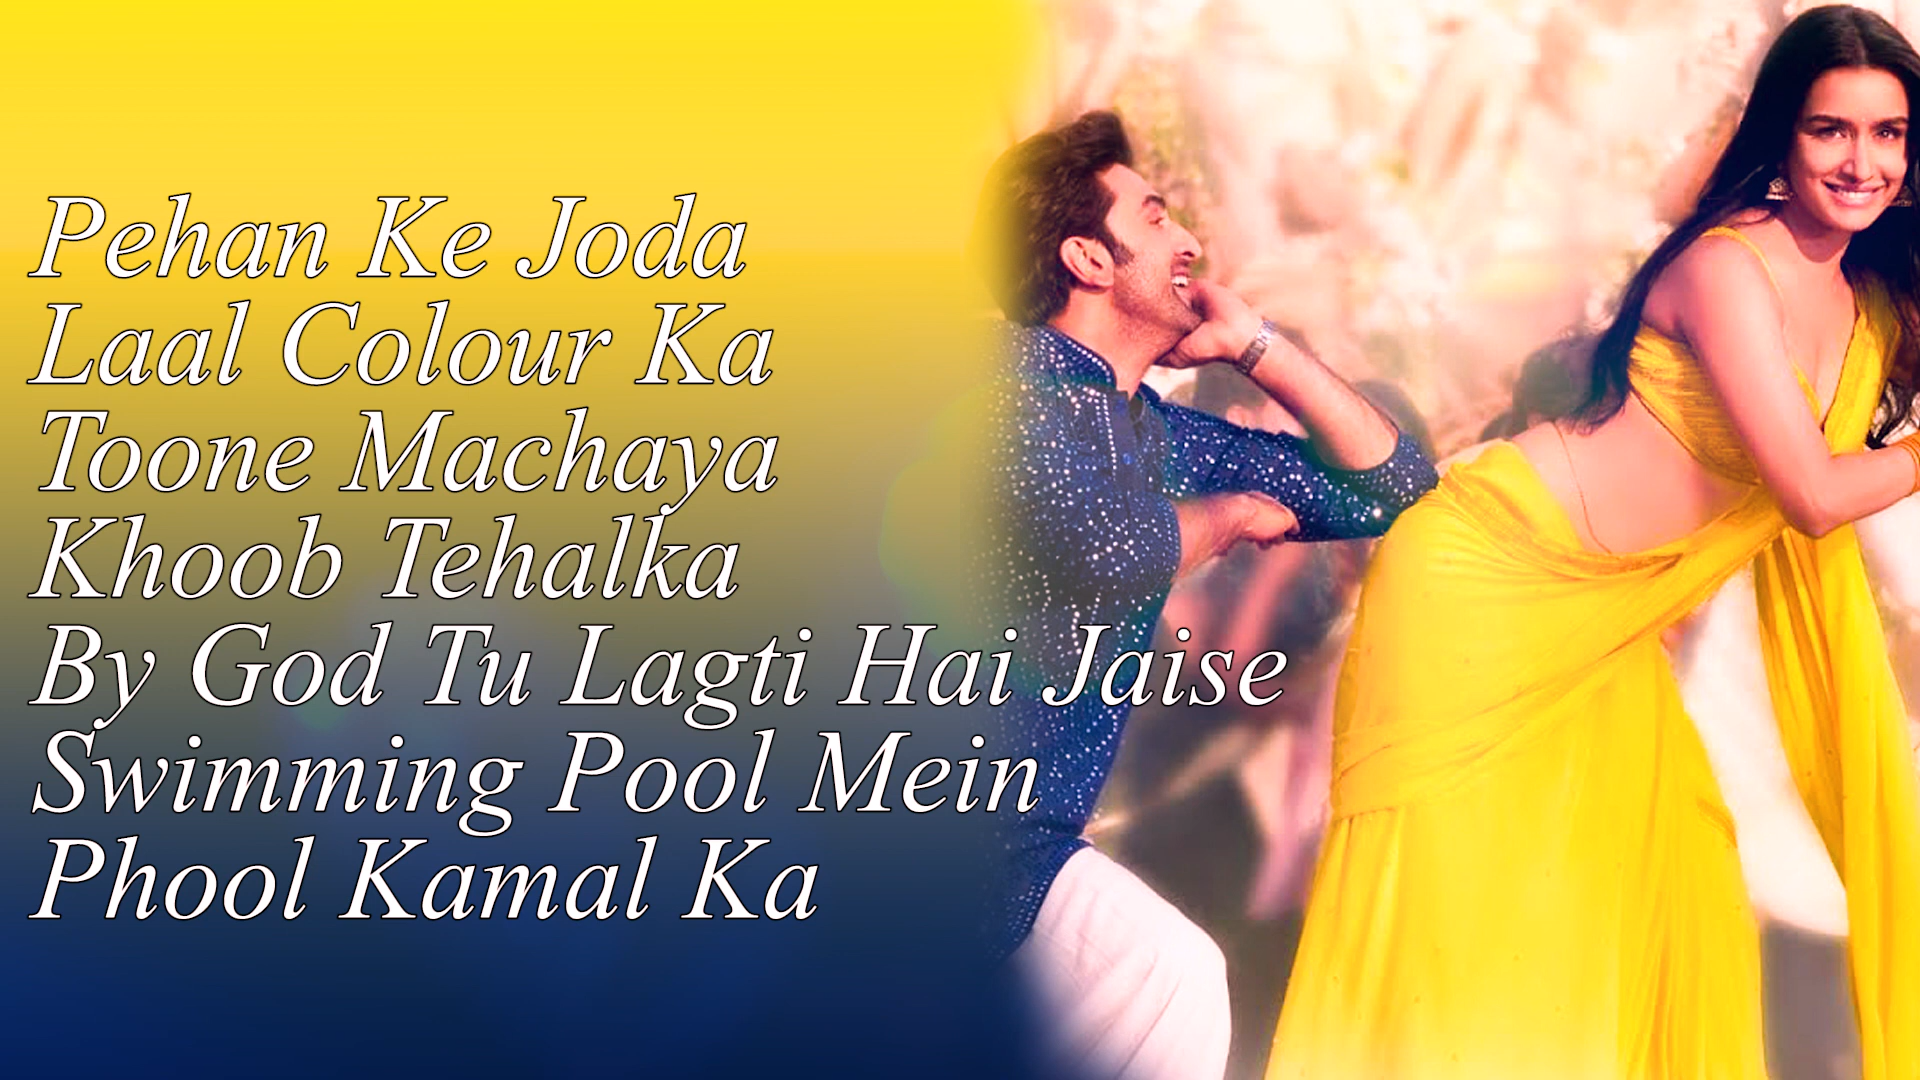 Pehan Ke Joda
Laal Colour Ka
Toone Machaya
Khoob Tehalka
By God Tu Lagti Hai Jaise
Swimming Pool Mein
Phool Kamal Ka